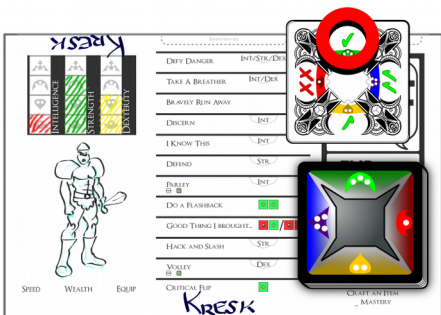 KRESK
INTELLIGENCE
STRENGTH
DEXTERITY
DEFY DANGER INT/STR/DEX
TAKE A BREATHER INT/DEX
BRAVELY RUN AWAY
DISCERN INT
I KNOW THIS INT
DEFEND STR
PARLEY INT
DO A FLASHBACK
GOOD THING I BROUGHT... /
HACK AND SLASH STR
VOLLEY DEX
CRITICAL FLIP
SPEED WEALTH EQUIP
KRESK
CRAFT AN ITEM
_ MASTERY